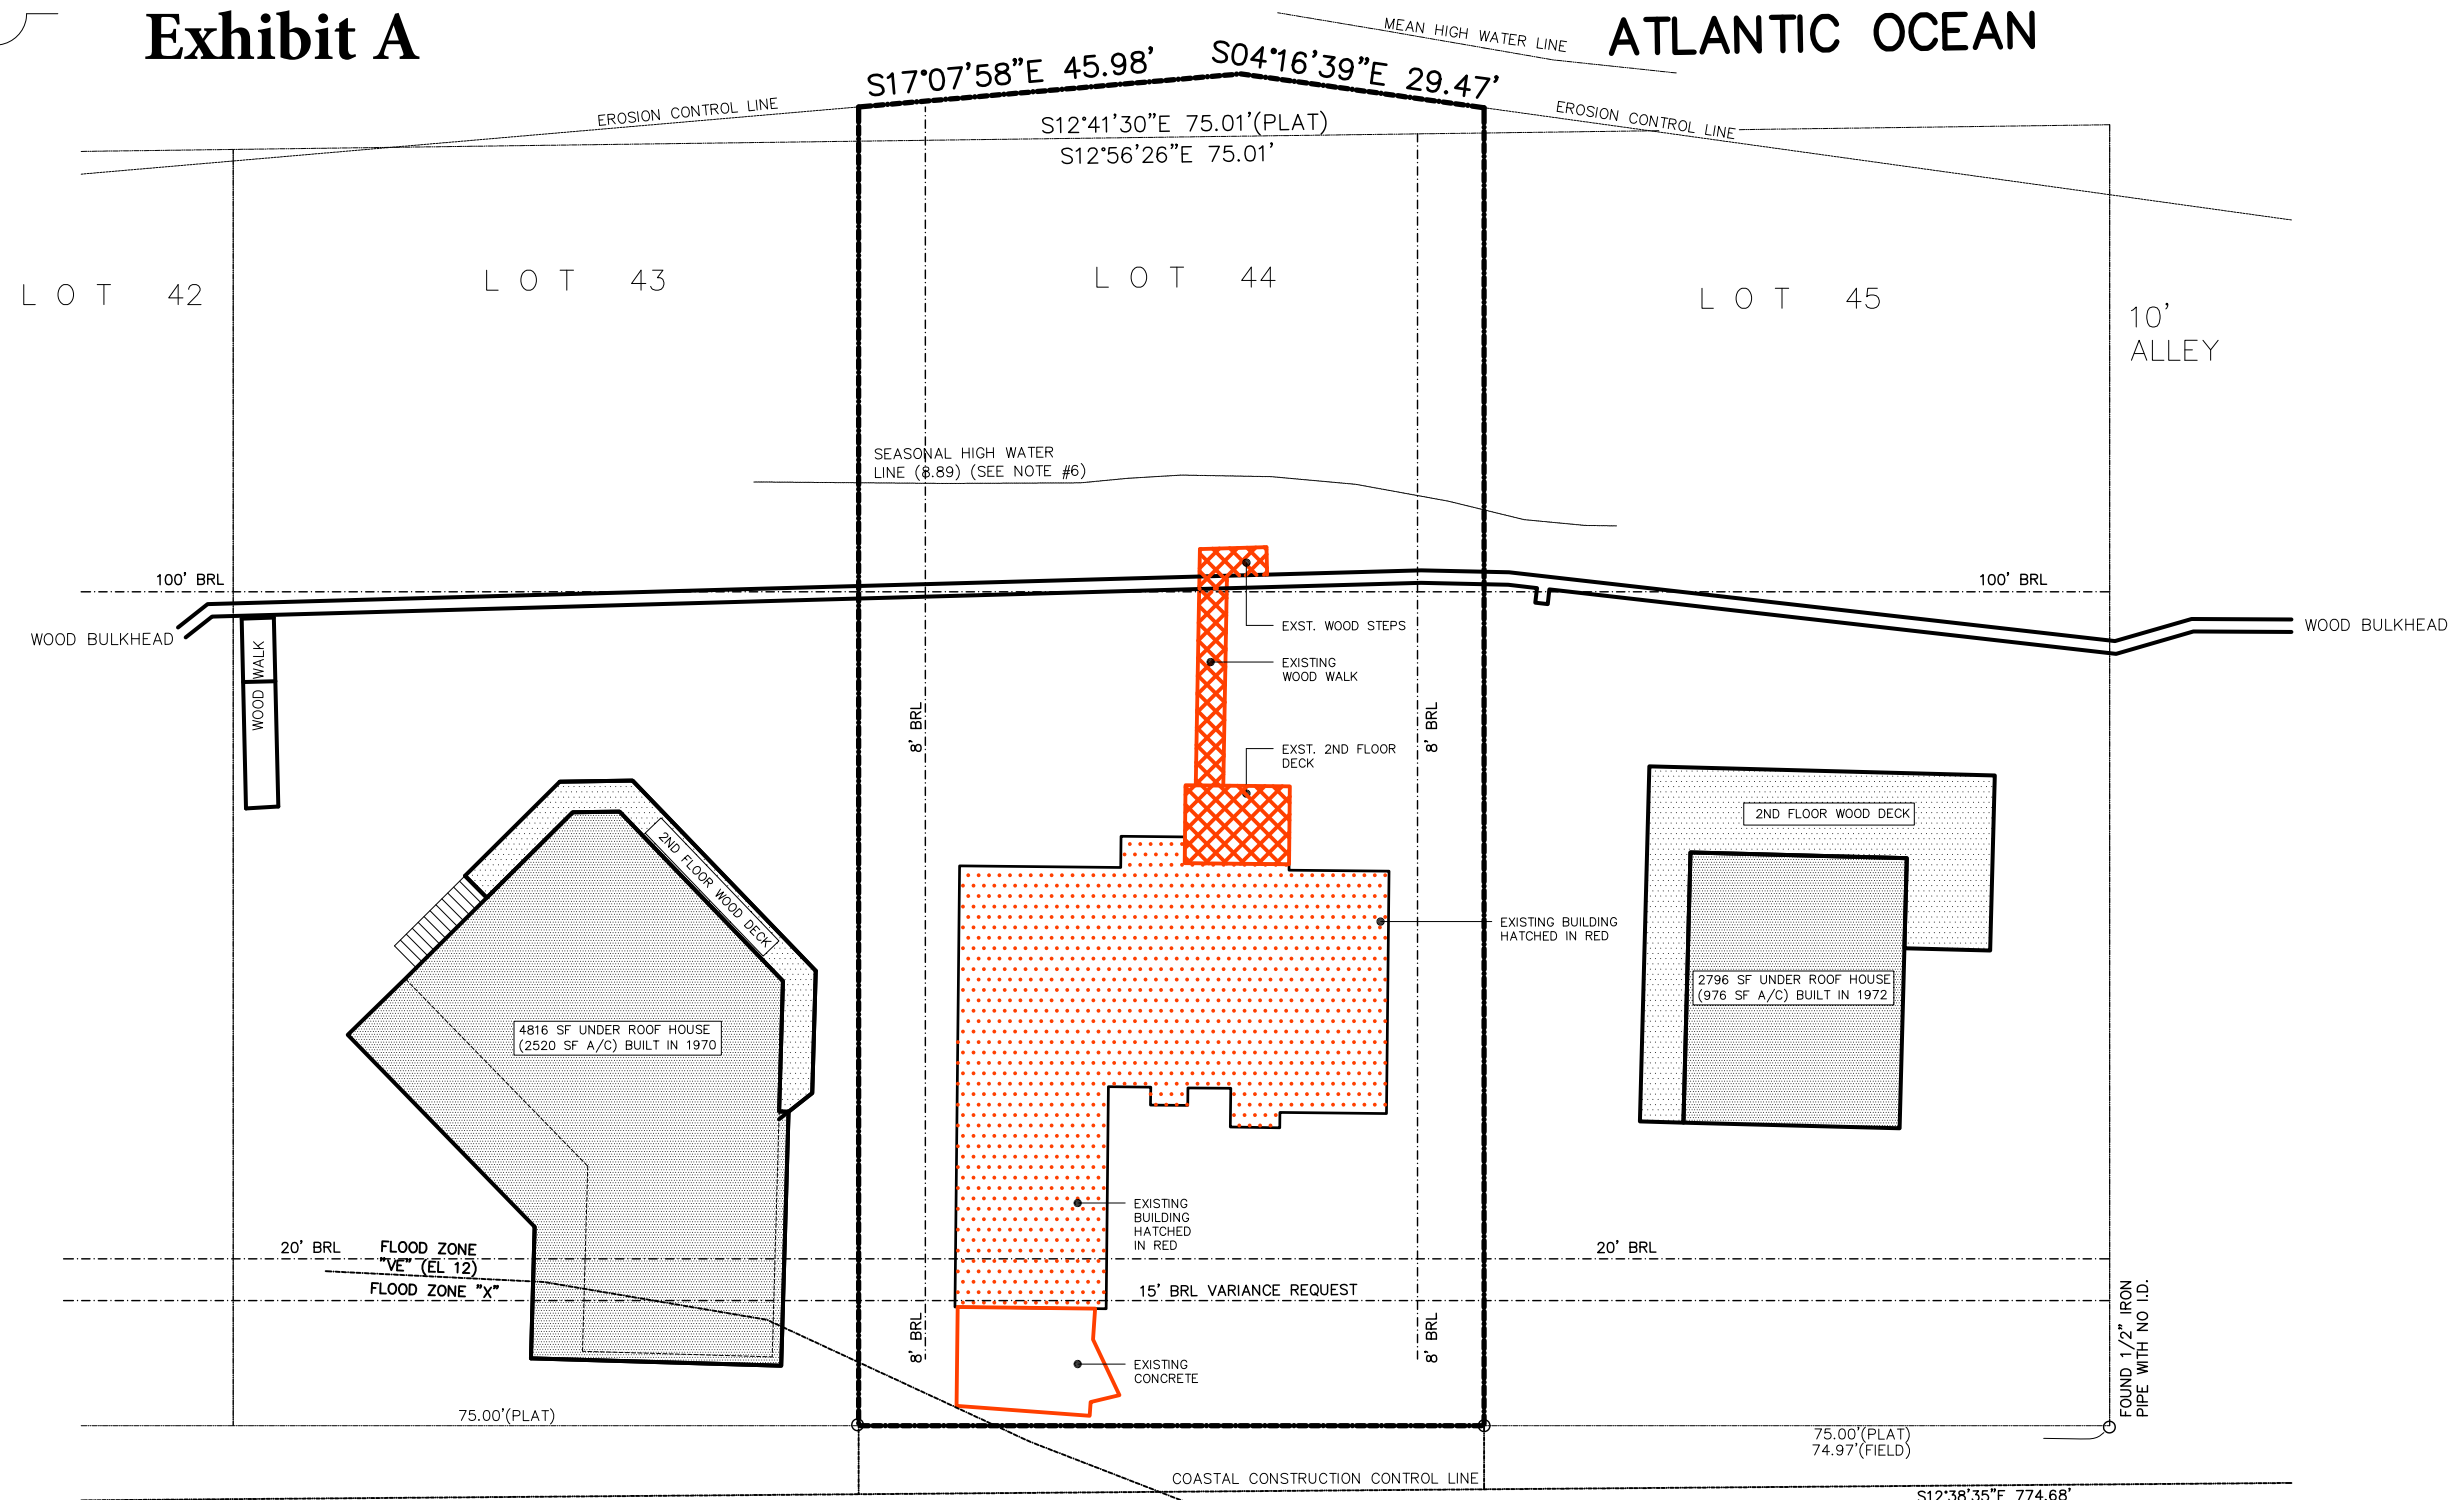 Exhibit A
ATLANTIC OCEAN
MEAN HIGH WATER LINE
S17°07'58"E 45.98'
S04°16'39"E 29.47'
EROSION CONTROL LINE
EROSION CONTROL LINE
S12°41'30"E 75.01'(PLAT)
S12°56'26"E 75.01'
LOT 42
LOT 43
LOT 44
LOT 45
10'
ALLEY
SEASONAL HIGH WATER
LINE (8.89) (SEE NOTE #6)
100' BRL
100' BRL
WOOD BULKHEAD
WOOD BULKHEAD
WOOD WALK
EXST. WOOD STEPS
EXISTING
WOOD WALK
8' BRL
8' BRL
EXST. 2ND FLOOR
DECK
2ND FLOOR WOOD DECK
2ND FLOOR WOOD DECK
EXISTING BUILDING
HATCHED IN RED
2796 SF UNDER ROOF HOUSE
(976 SF A/C) BUILT IN 1972
4816 SF UNDER ROOF HOUSE
(2520 SF A/C) BUILT IN 1970
EXISTING
BUILDING
HATCHED
IN RED
20' BRL
FLOOD ZONE
"VE" (EL 12)
FLOOD ZONE "X"
20' BRL
15' BRL VARIANCE REQUEST
8' BRL
8' BRL
EXISTING
CONCRETE
FOUND 1/2" IRON
PIPE WITH NO I.D.
75.00'(PLAT)
75.00'(PLAT)
74.97'(FIELD)
COASTAL CONSTRUCTION CONTROL LINE
S12°38'35"E 774.68'